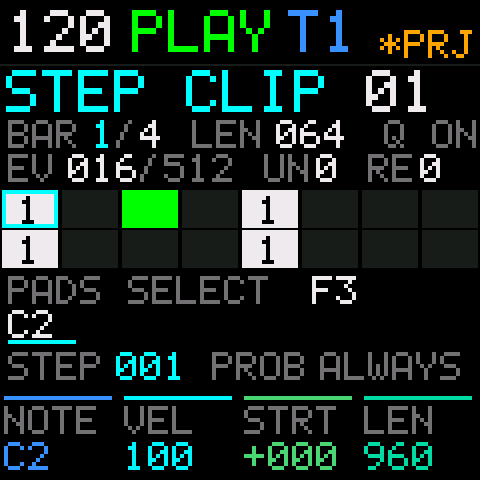 120 PLAY T1 *PRJ
STEP CLIP 01
BAR 1/4 LEN 064 Q ON
EV 016/512 UN0 RE0
1 1
1 1
PADS SELECT F3
C2
STEP 001 PROB ALWAYS
NOTE VEL STRT LEN
C2 100 +000 960